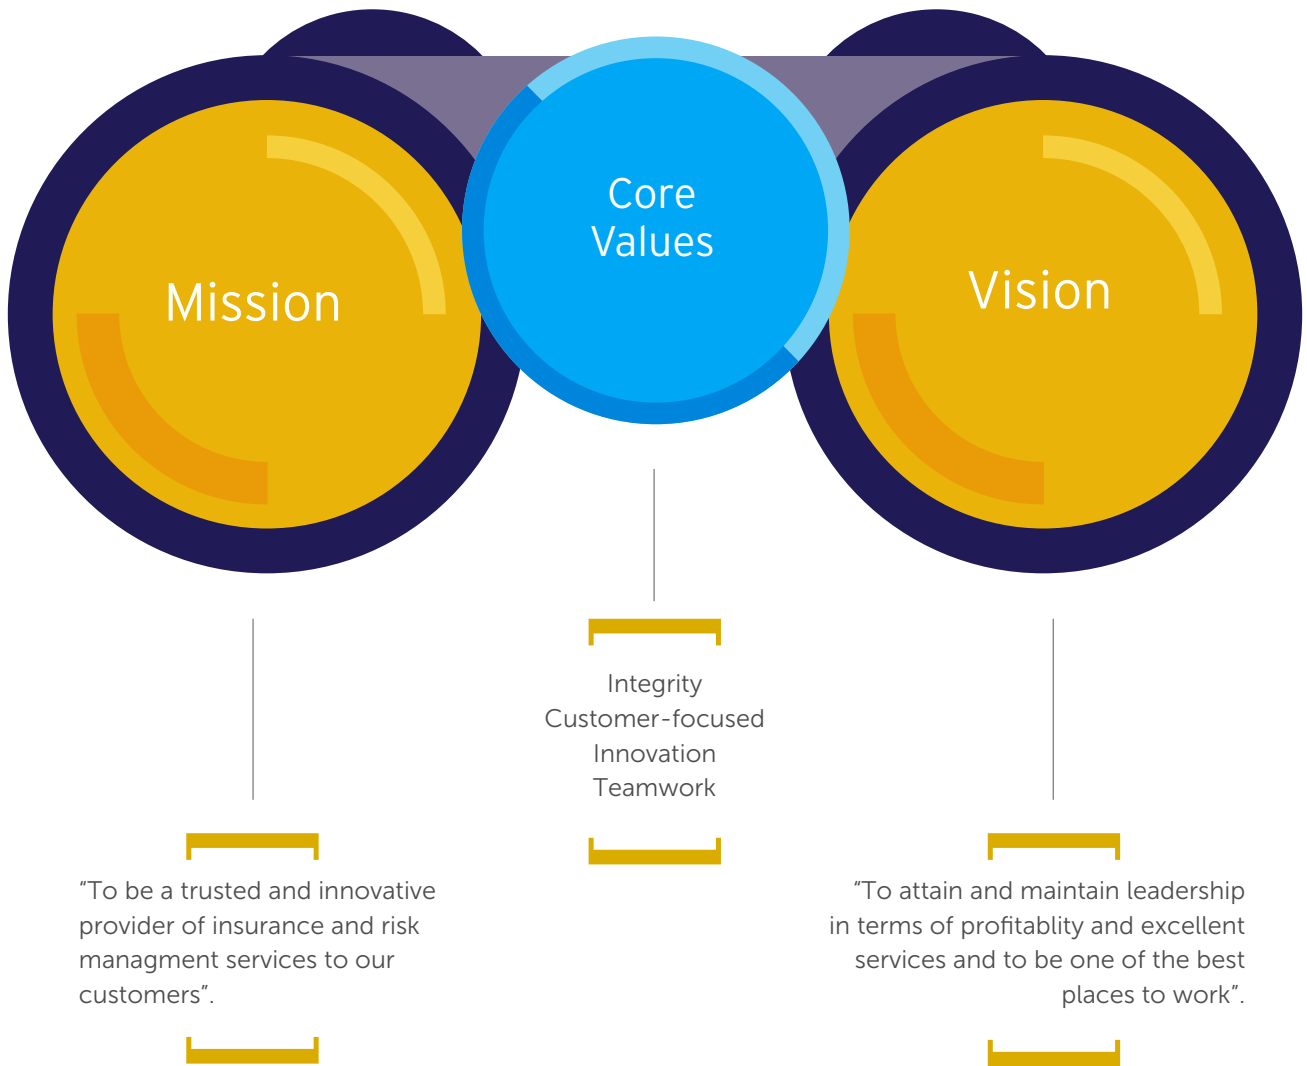 Core
Values
Mission
Vision
Integrity
Customer-focused
Innovation
Teamwork
“To be a trusted and innovative
provider of insurance and risk
managment services to our
customers”.
“To attain and maintain leadership
in terms of profitablity and excellent
services and to be one of the best
places to work”.